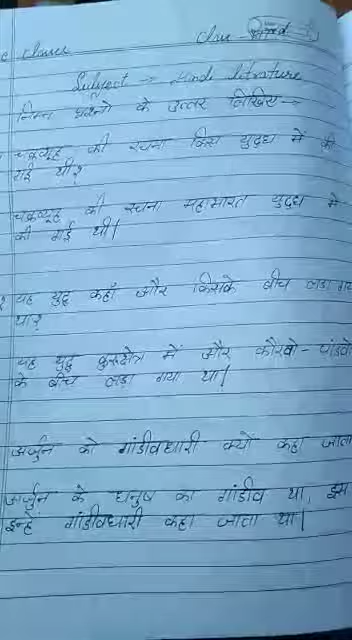 Subject → Hindi literature
निम्न प्रश्नो के उत्तर लिखिए →
चक्रव्यूह की रचना किस युद्ध में की
गई थी?
चक्रव्यूह की रचना महाभारत युद्ध मे
की गई थी।
यह युद्ध कहाँ और किसके बीच लड़ा गया
था?
यह युद्ध कुरुक्षेत्र में और कौरवो - पांडवो
के बीच लड़ा गया था।
अर्जुन को गांडीवधारी क्यों कहा जाता
अर्जुन के धनुष का गांडीव था, इस
इन्हे गांडीवधारी कहा जाता था।